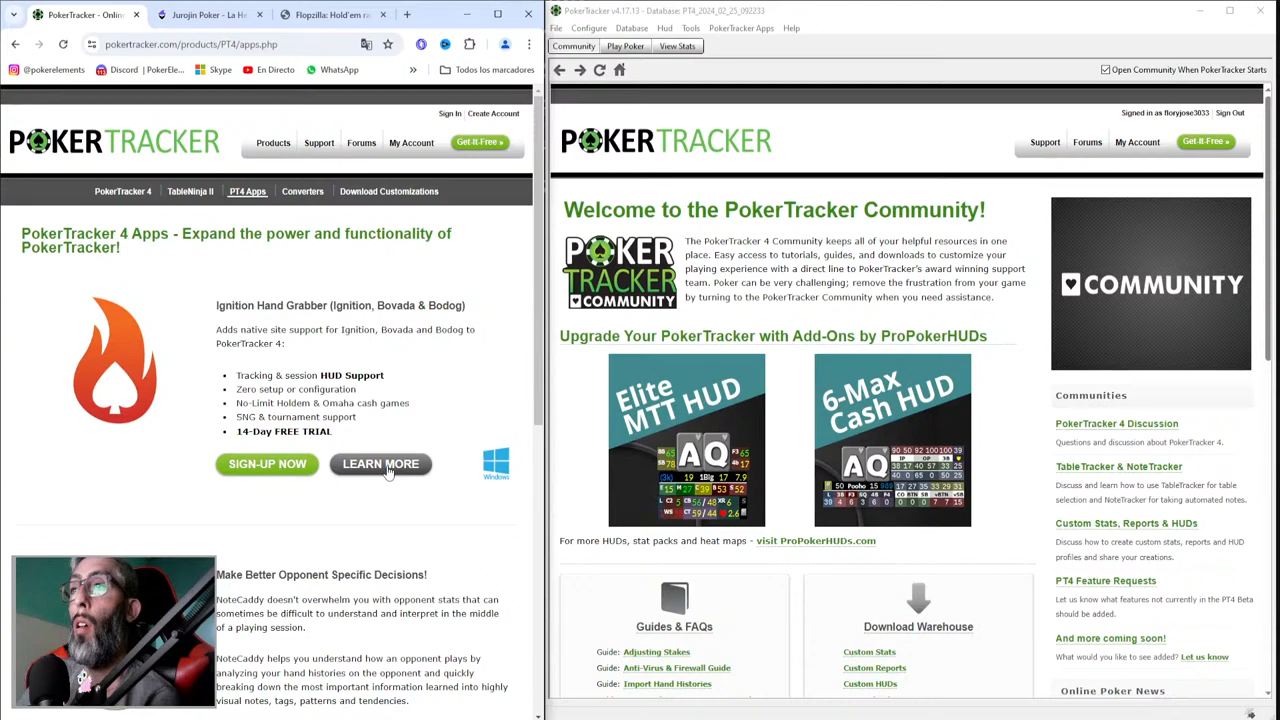 PokerTracker - Onlin
Jurojin Poker - La He
Flopzilla: Hold'em ra
pokertracker.com/products/PT4/apps.php
@pokerelements
Discord | PokerEle...
Skype
En Directo
WhatsApp
Todos los marcadores
Sign In
Create Account
POKERTRACKER
Products
Support
Forums
My Account
Get-It-Free »
PokerTracker 4
TableNinja II
PT4 Apps
Converters
Download Customizations
PokerTracker 4 Apps - Expand the power and functionality of
PokerTracker!
Ignition Hand Grabber (Ignition, Bovada & Bodog)
Adds native site support for Ignition, Bovada and Bodog to
PokerTracker 4:
Tracking & session HUD Support
Zero setup or configuration
No-Limit Holdem & Omaha cash games
SNG & tournament support
14-Day FREE TRIAL
SIGN-UP NOW
LEARN MORE
Windows
Make Better Opponent Specific Decisions!
NoteCaddy doesn't overwhelm you with opponent stats that can
sometimes be difficult to understand and interpret in the middle
of a playing session.
NoteCaddy helps you understand how an opponent plays by
analyzing your hand histories on the opponent and quickly
breaking down the most important information learned into highly
visual notes, tags, patterns and tendencies.
PokerTracker v4.17.13 - Database: PT4_2024_02_25_092233
File
Configure
Database
Hud
Tools
PokerTracker Apps
Help
Community
Play Poker
View Stats
Open Community When PokerTracker Starts
Signed in as floryjose3033
Sign Out
POKERTRACKER
Support
Forums
My Account
Get-It-Free »
Welcome to the PokerTracker Community!
POKER
TRACKER
COMMUNITY
The PokerTracker 4 Community keeps all of your helpful resources in one
place. Easy access to tutorials, guides, and downloads to customize your
playing experience with a direct line to PokerTracker's award winning support
team. Poker can be very challenging; remove the frustration from your game
by turning to the PokerTracker Community when you need assistance.
Upgrade Your PokerTracker with Add-Ons by ProPokerHUDs
Elite
MTT HUD
AQ
6-Max
Cash HUD
AQ
For more HUDs, stat packs and heat maps - visit ProPokerHUDs.com
Guides & FAQs
Guide: Adjusting Stakes
Guide: Anti-Virus & Firewall Guide
Guide: Import Hand Histories
Download Warehouse
Custom Stats
Custom Reports
Custom HUDs
COMMUNITY
Communities
PokerTracker 4 Discussion
Questions and discussion about PokerTracker 4.
TableTracker & NoteTracker
Discuss and learn how to use TableTracker for table
selection and NoteTracker for taking automated notes.
Custom Stats, Reports & HUDs
Discuss how to create custom stats, reports and HUD
profiles and share your creations.
PT4 Feature Requests
Let us know what features not currently in the PT4 Beta
should be added.
And more coming soon!
What would you like to see added? Let us know
Online Poker News